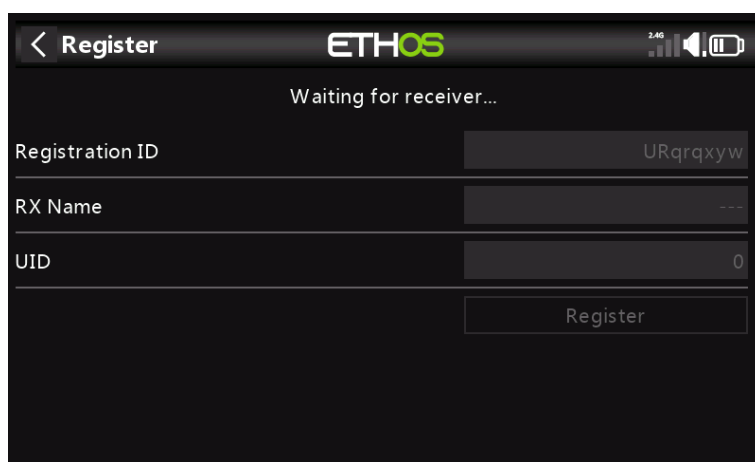 Register
ETHOS
2.4G
Waiting for receiver...
Registration ID
URqrqxyw
RX Name
---
UID
0
Register